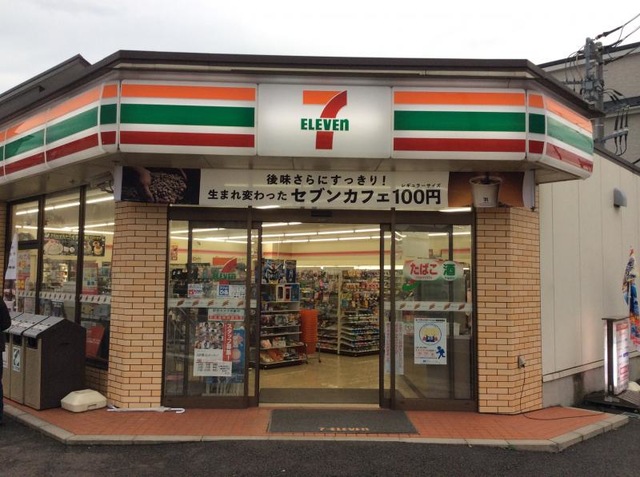 7
ELEVEn
後味さらにすっきり！
生まれ変わった セブンカフェ レギュラーサイズ 100円
たばこ 酒
7-ELEVEn